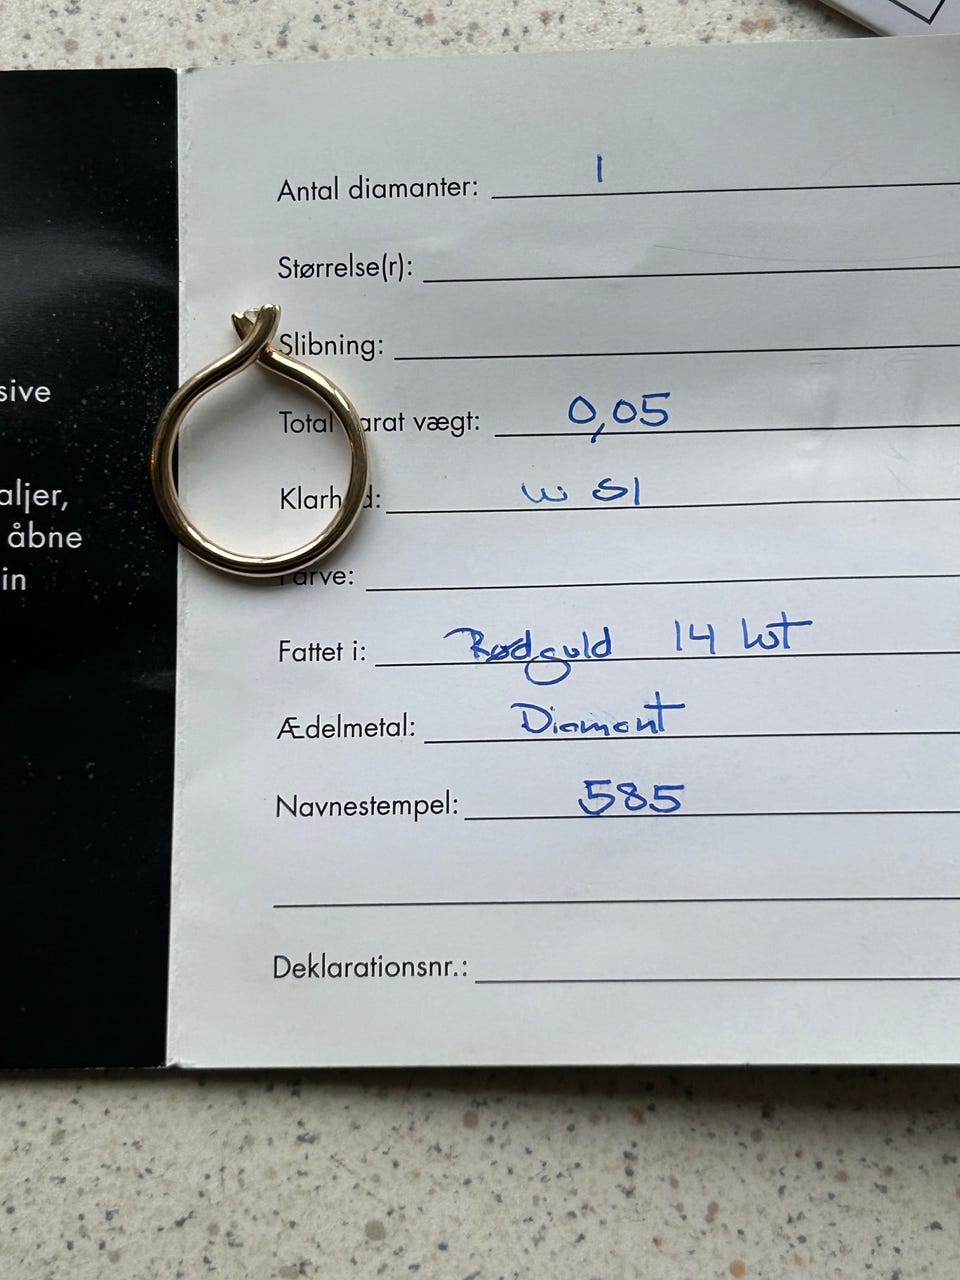 sive
aljer,
åbne
in
Antal diamanter: 1
Størrelse(r):
Slibning:
Total arat vægt: 0,05
Klarh d: w SI
arve:
Fattet i: Rødguld 14 kt
Ædelmetal: Diamant
Navnestempel: 585
Deklarationsnr.: